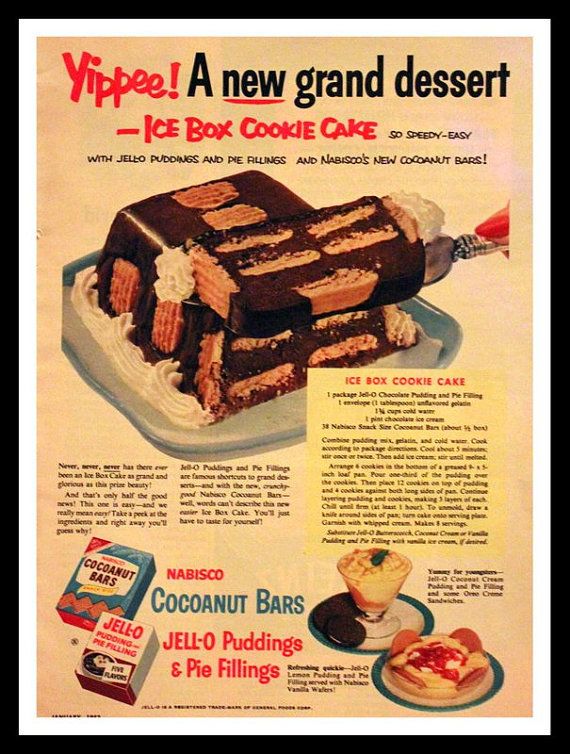 Yippee! A new grand dessert
—ICE BOX COOKIE CAKE SO SPEEDY-EASY
WITH JELL-O PUDDINGS AND PIE FILLINGS AND NABISCO'S NEW COCOANUT BARS!
ICE BOX COOKIE CAKE
1 package Jell-O Chocolate Pudding and Pie Filling
1 envelope (1 tablespoon) unflavored gelatin
1¾ cups cold water
1 pint chocolate ice cream
38 Nabisco Snack Size Cocoanut Bars (about ½ box)
Combine pudding mix, gelatin, and cold water. Cook
according to package directions. Cool about 5 minutes;
stir once or twice. Then add ice cream; stir until melted.
Arrange 6 cookies in the bottom of a greased 9- x 5-
inch loaf pan. Pour one-third of the pudding over
the cookies. Then place 12 cookies on top of pudding
and 4 cookies against both long sides of pan. Continue
layering pudding and cookies, making 3 layers of each.
Chill until firm (at least 1 hour). To unmold, draw a
knife around sides of pan; turn cake onto serving plate.
Garnish with whipped cream. Makes 8 servings.
Substitute Jell-O Butterscotch, Coconut Cream or Vanilla
Pudding and Pie Filling with vanilla ice cream, if desired.
Never, never, never has there ever
been an Ice Box Cake as grand and
glorious as this prize beauty!
And that's only half the good
news! This one is easy—and we
really mean easy! Take a peek at the
ingredients and right away you'll
guess why!
Jell-O Puddings and Pie Fillings
are famous shortcuts to grand des-
serts—and with the new, crunchy-
good Nabisco Cocoanut Bars—
well, words can't describe this new
easier Ice Box Cake. You'll just
have to taste for yourself!
NABISCO
COCOANUT
BARS
JELL-O
PUDDING AND
PIE FILLING
FIVE
FLAVORS
NABISCO
COCOANUT BARS
JELL-O Puddings
& Pie Fillings
Yummy for youngsters—
Jell-O Coconut Cream
Pudding and Pie Filling
and some Oreo Creme
Sandwiches.
Refreshing quickie—Jell-O
Lemon Pudding and Pie
Filling served with Nabisco
Vanilla Wafers!
JELL-O IS A REGISTERED TRADE-MARK OF GENERAL FOODS CORP.